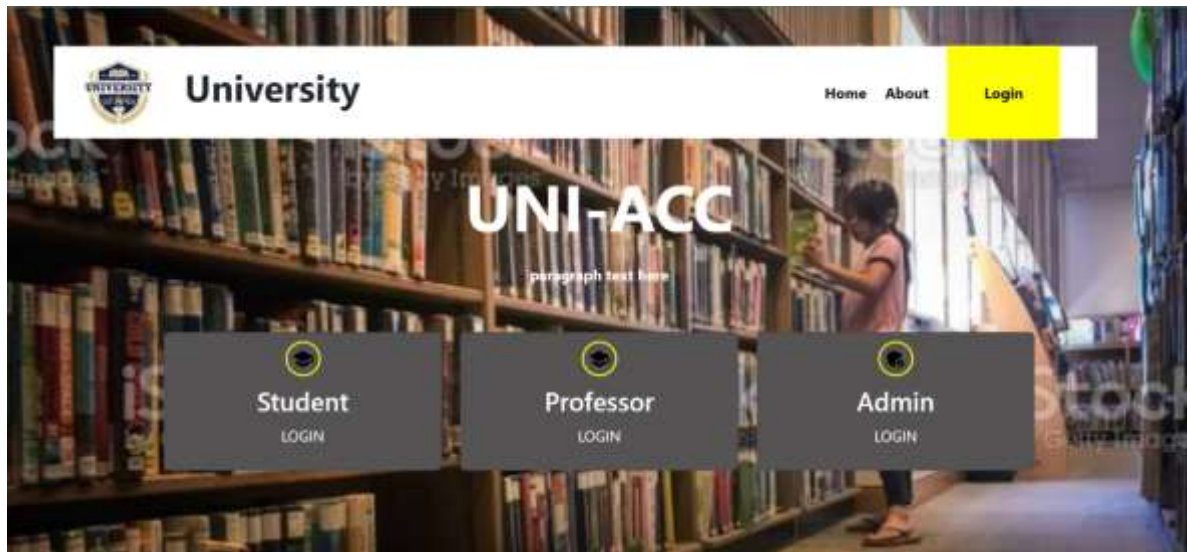 UNIVERSITY
University
Home About Login
UNI-ACC
paragraph text here
Student
LOGIN
Professor
LOGIN
Admin
LOGIN